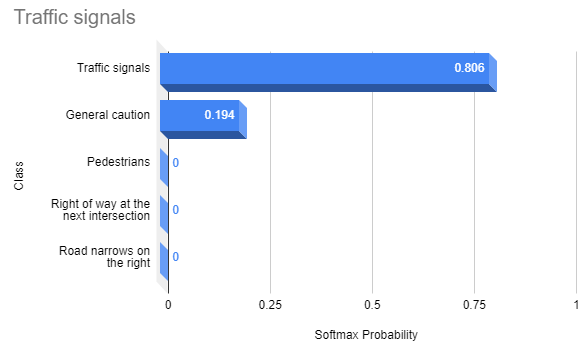 Traffic signals
Traffic signals
0.806
General caution
0.194
Pedestrians
0
Right of way at the
next intersection
0
Road narrows on
the right
0
Class
0
0.25
0.5
0.75
1
Softmax Probability